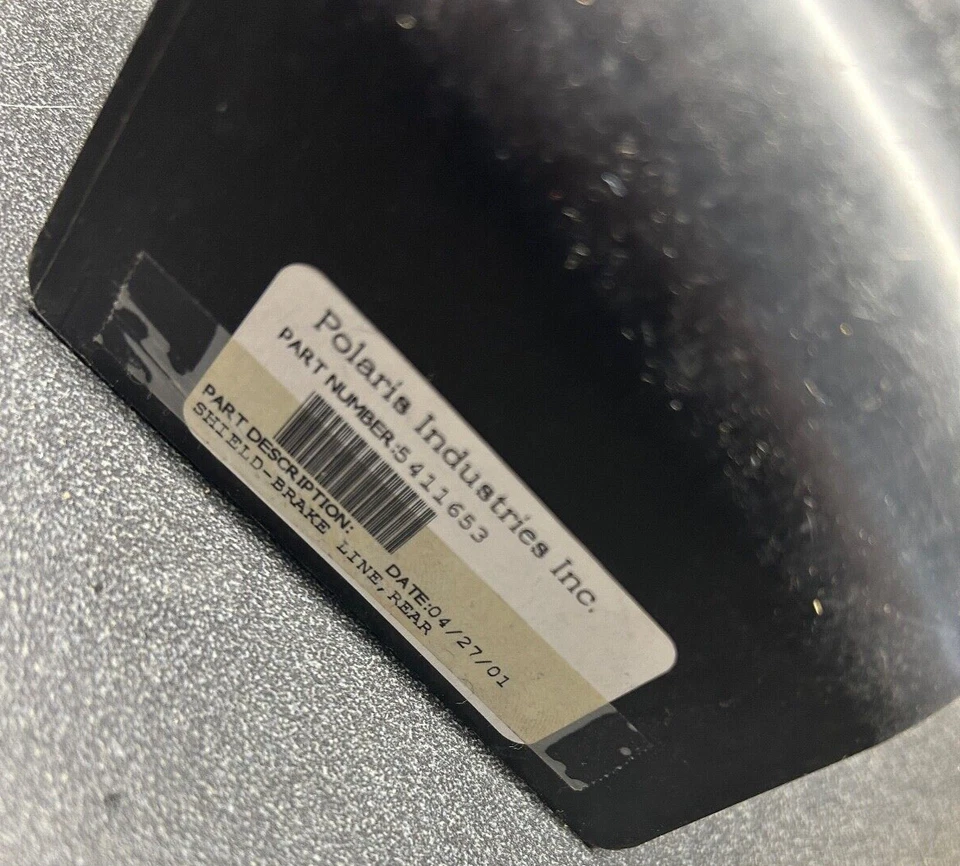 Polaris Industries Inc.
PART NUMBER:5411653
PART DESCRIPTION: DATE:04/27/01
SHIELD-BRAKE LINE,REAR